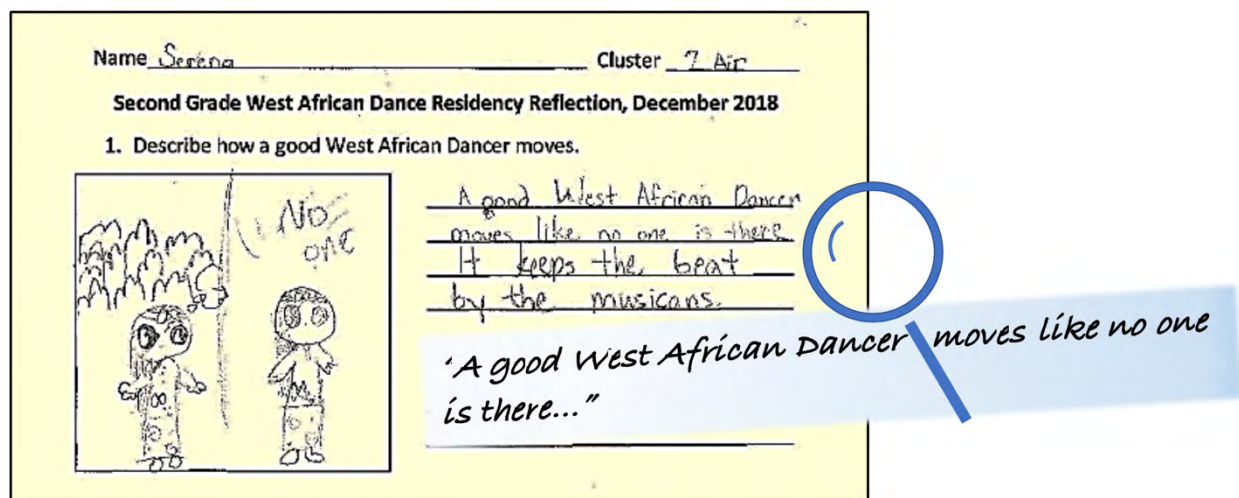 Name Serena Cluster 7 Air
Second Grade West African Dance Residency Reflection, December 2018
1. Describe how a good West African Dancer moves.
No
one
A good West African Dancer
moves like no one is there
It keeps the beat
by the musicans.
"A good West African Dancer moves like no one
is there..."